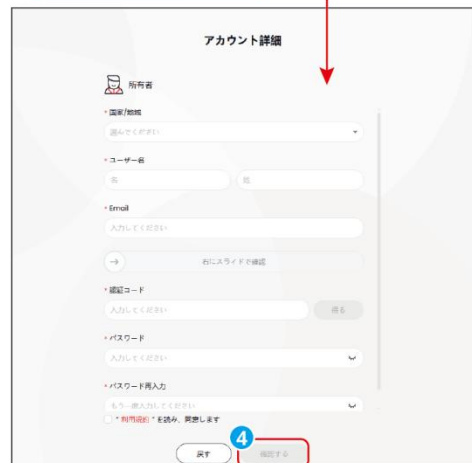 アカウント詳細
所有者
* 国家/地域
選んでください
* ユーザー名
名 姓
* Email
入力してください
→ 右にスライドで確認
* 認証コード
入力してください 得る
* パスワード
入力してください
* パスワード再入力
もう一度入力してください
"利用規約"を読み、同意します
4
戻す 確認する